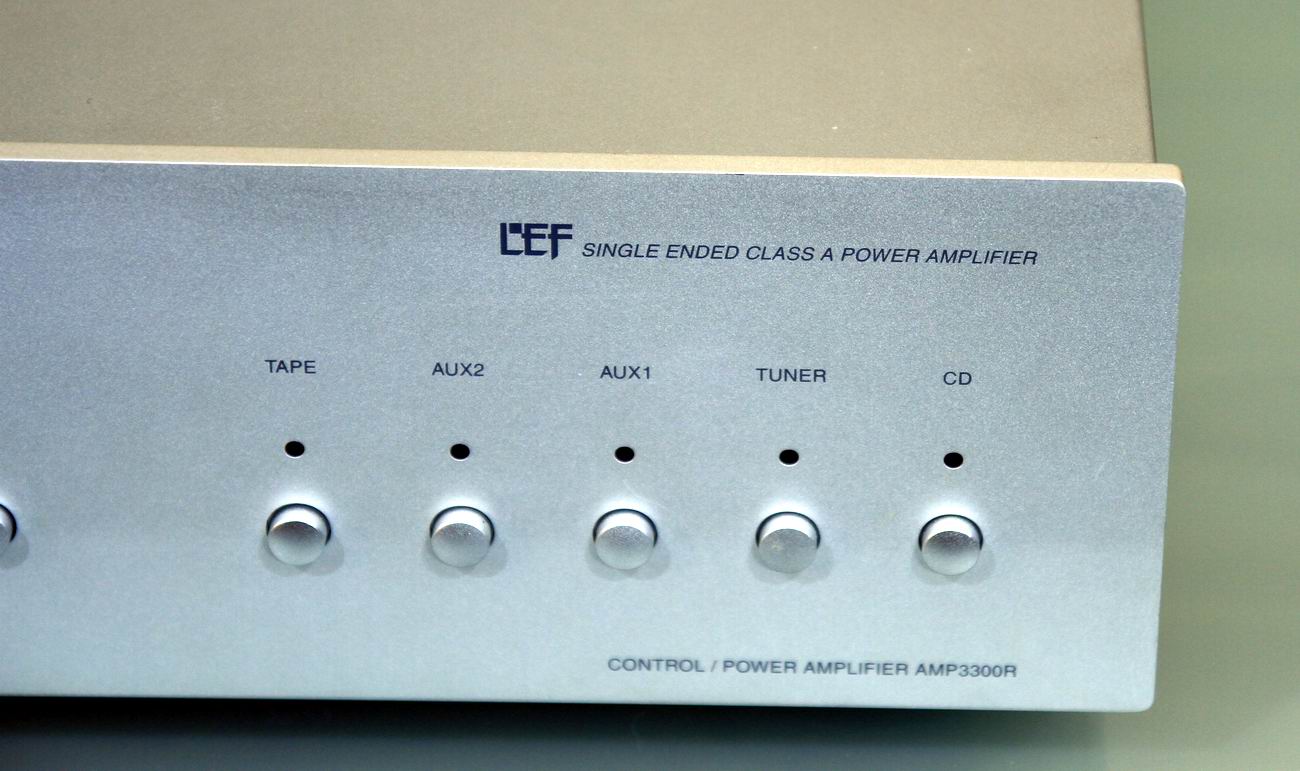 LEF SINGLE ENDED CLASS A POWER AMPLIFIER
TAPE AUX2 AUX1 TUNER CD
CONTROL / POWER AMPLIFIER AMP3300R